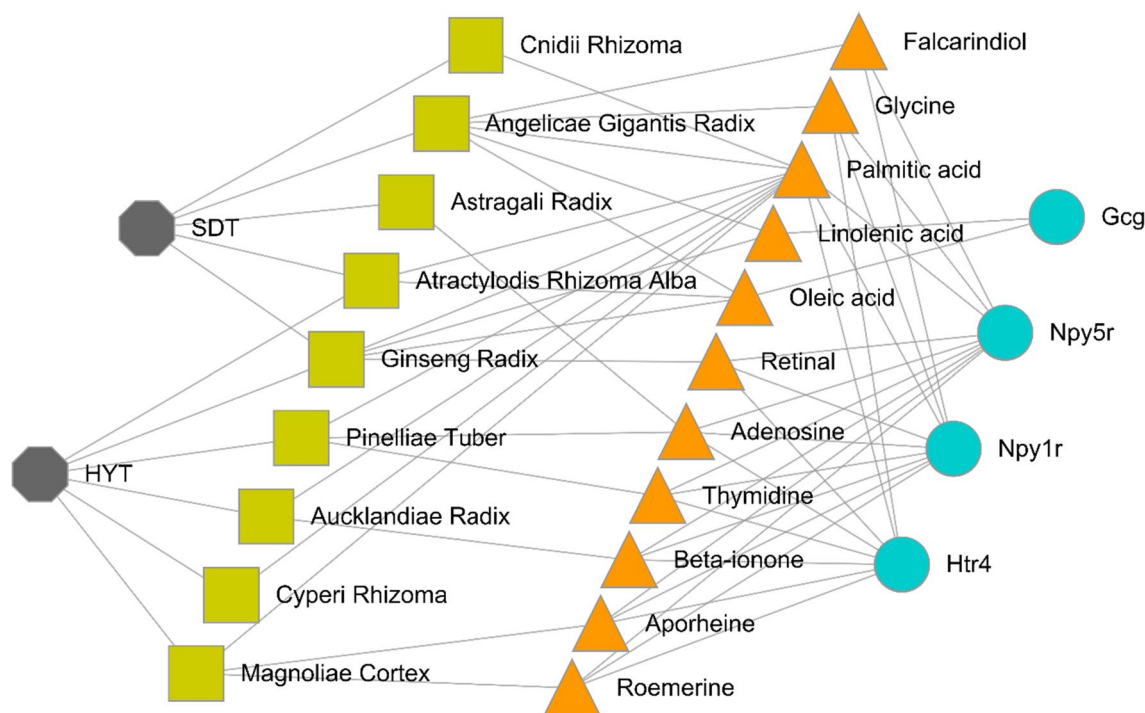 SDT
HYT
Cnidii Rhizoma
Angelicae Gigantis Radix
Astragali Radix
Atractylodis Rhizoma Alba
Ginseng Radix
Pinelliae Tuber
Aucklandiae Radix
Cyperi Rhizoma
Magnoliae Cortex
Falcarindiol
Glycine
Palmitic acid
Linolenic acid
Oleic acid
Retinal
Adenosine
Thymidine
Beta-ionone
Aporheine
Roemerine
Gcg
Npy5r
Npy1r
Htr4